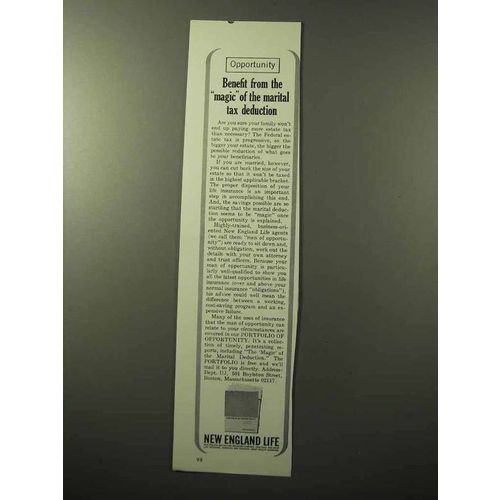 Opportunity
Benefit from the
"magic" of the marital
tax deduction
Are you sure your family won't
end up paying more estate tax
than necessary? The Federal es-
tate tax is progressive, so the
bigger your estate, the bigger the
possible reduction of what goes
to your beneficiaries.
If you are married, however,
you can cut back the size of your
estate so that it won't be taxed
in the highest applicable bracket.
The proper disposition of your
life insurance is an important
step in accomplishing this end.
And, the savings possible are so
startling that the marital deduc-
tion seems to be "magic" once
the opportunity is explained.
Highly-trained, business-ori-
ented New England Life agents
(we call them "men of opportu-
nity") are ready to sit down and,
without obligation, work out the
details with your own attorney
and trust officers. Because your
man of opportunity is particu-
larly well-qualified to show you
all the latest opportunities in life
insurance (over and above your
normal insurance "obligations"),
his advice could well mean the
difference between a working,
cost-saving program and an ex-
pensive failure.
Many of the uses of insurance
that the man of opportunity can
relate to your circumstances are
covered in our PORTFOLIO OF
OPPORTUNITY. It's a collec-
tion of timely, penetrating re-
ports, including "The 'Magic' of
the Marital Deduction." The
PORTFOLIO is free and we'll
mail it to you directly. Address:
Dept. UJ, 501 Boylston Street,
Boston, Massachusetts 02117.
NEW ENGLAND LIFE
98